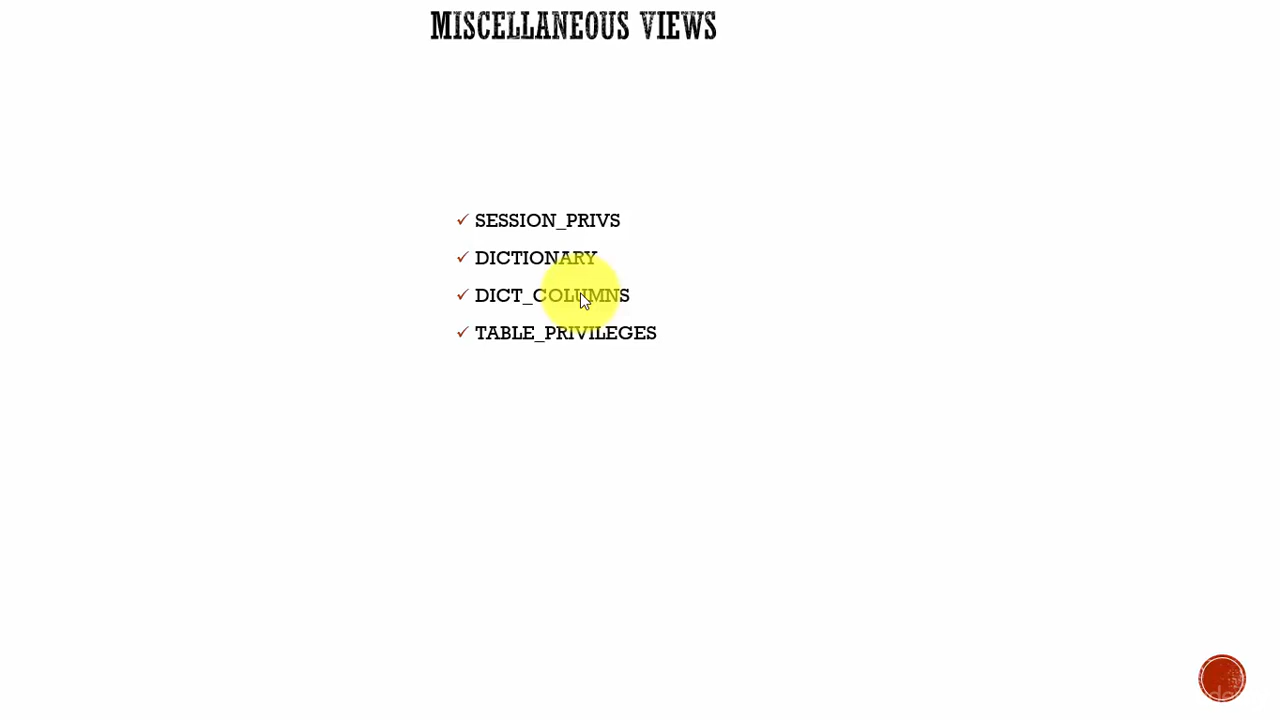 MISCELLANEOUS VIEWS
SESSION_PRIVS
DICTIONARY
DICT_COLUMNS
TABLE_PRIVILEGES